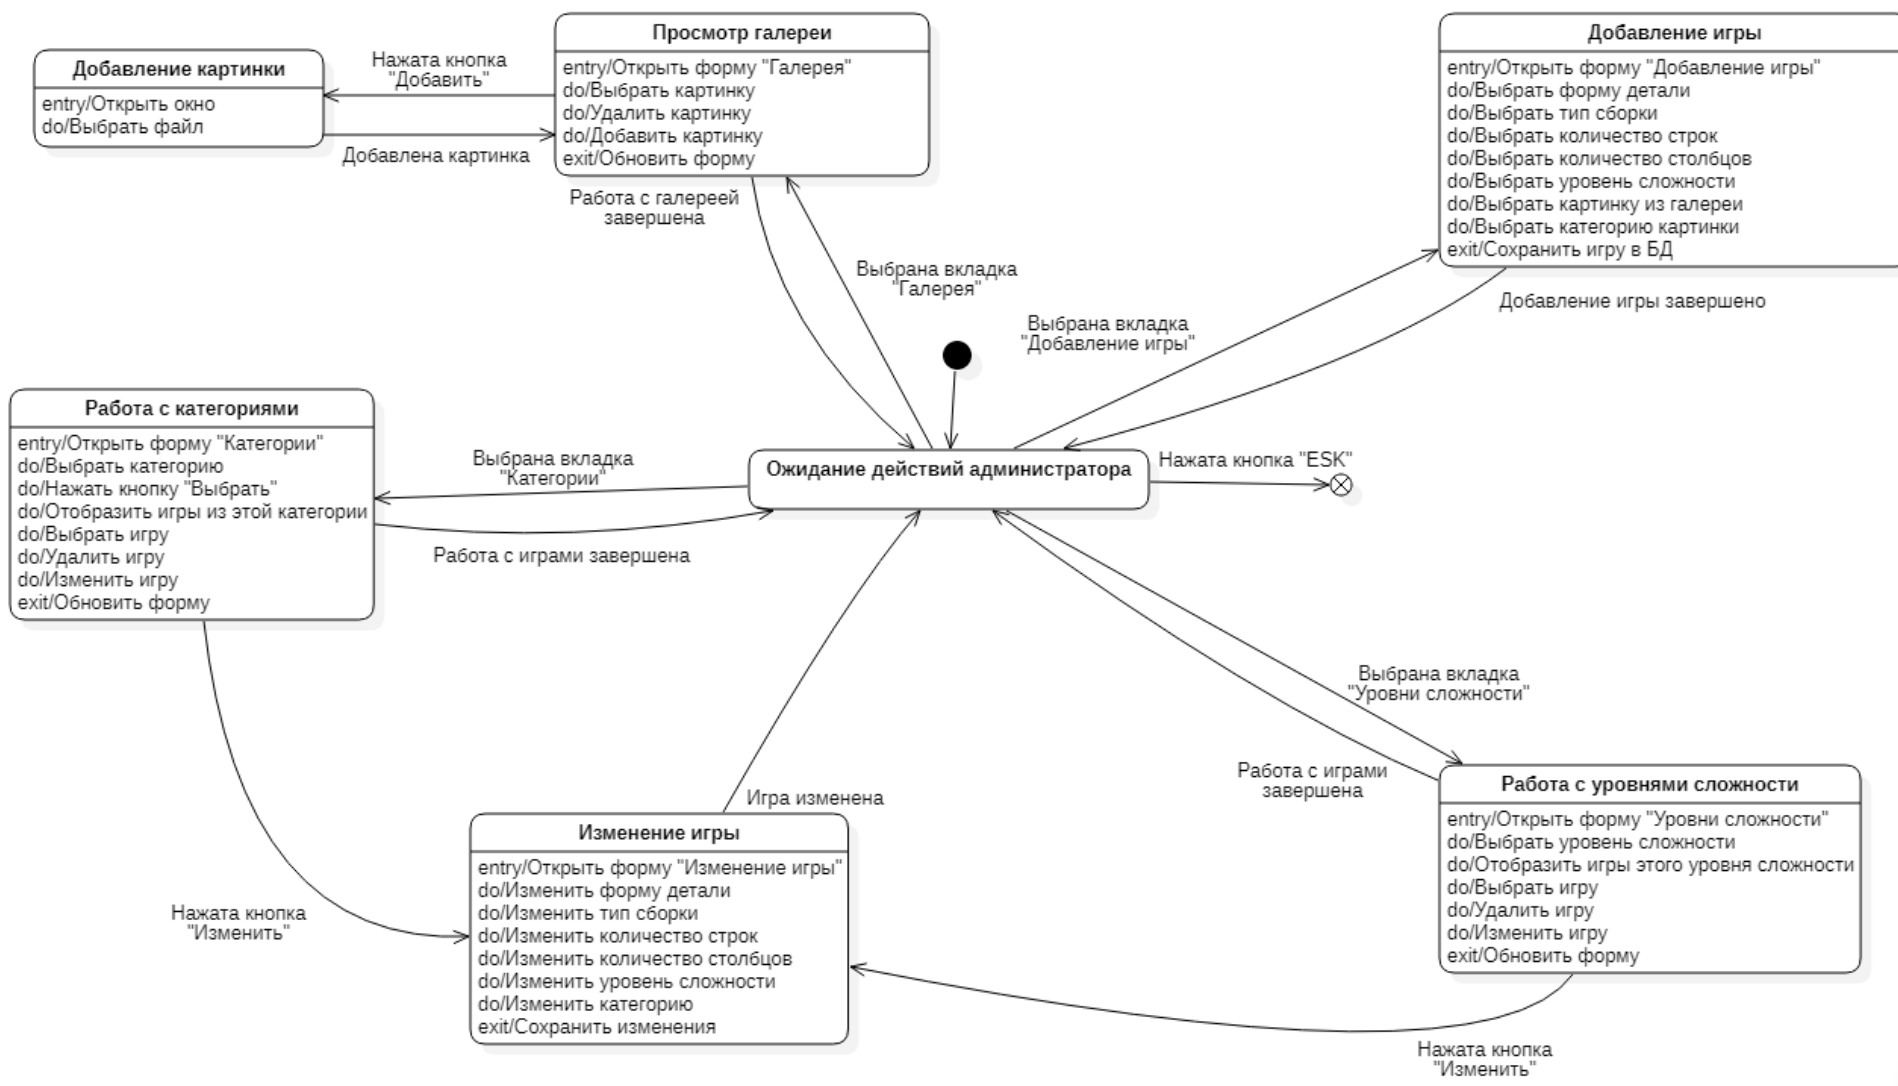 Просмотр галереи
entry/Открыть форму "Галерея"
do/Выбрать картинку
do/Удалить картинку
do/Добавить картинку
exit/Обновить форму
Добавление игры
entry/Открыть форму "Добавление игры"
do/Выбрать форму детали
do/Выбрать тип сборки
do/Выбрать количество строк
do/Выбрать количество столбцов
do/Выбрать уровень сложности
do/Выбрать картинку из галереи
do/Выбрать категорию картинки
exit/Сохранить игру в БД
Добавление картинки
entry/Открыть окно
do/Выбрать файл
Нажата кнопка
"Добавить"
Добавлена картинка
Работа с галереей
завершена
Выбрана вкладка
"Галерея"
Выбрана вкладка
"Добавление игры"
Добавление игры завершено
Работа с категориями
entry/Открыть форму "Категории"
do/Выбрать категорию
do/Нажать кнопку "Выбрать"
do/Отобразить игры из этой категории
do/Выбрать игру
do/Удалить игру
do/Изменить игру
exit/Обновить форму
Выбрана вкладка
"Категории"
Работа с играми завершена
Ожидание действий администратора
Нажата кнопка "ESK"
Выбрана вкладка
"Уровни сложности"
Работа с играми
завершена
Игра изменена
Нажата кнопка
"Изменить"
Изменение игры
entry/Открыть форму "Изменение игры"
do/Изменить форму детали
do/Изменить тип сборки
do/Изменить количество строк
do/Изменить количество столбцов
do/Изменить уровень сложности
do/Изменить категорию
exit/Сохранить изменения
Работа с уровнями сложности
entry/Открыть форму "Уровни сложности"
do/Выбрать уровень сложности
do/Отобразить игры этого уровня сложности
do/Выбрать игру
do/Удалить игру
do/Изменить игру
exit/Обновить форму
Нажата кнопка
"Изменить"